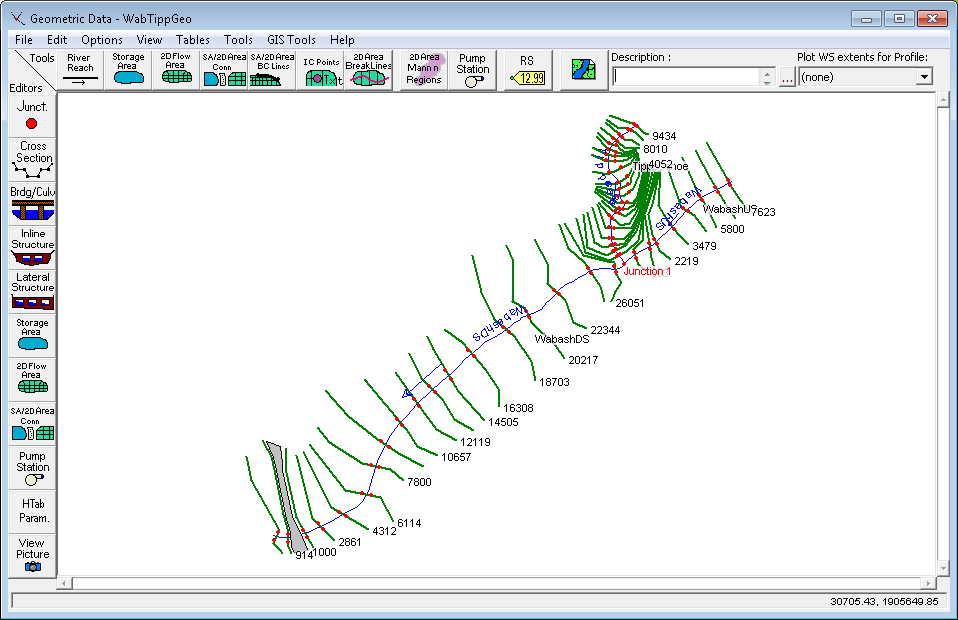 Geometric Data - WabTippGeo
File Edit Options View Tables Tools GIS Tools Help
Tools
Editors
River
Reach
Storage
Area
2D Flow
Area
SA/2D Area
Conn
SA/2D Area
BC Lines
IC Points
2D Area
BreakLines
2D Area
Mann n
Regions
Pump
Station
RS
12.99
Description :
...
Plot WS extents for Profile:
(none)
Junct.
Cross
Section
Brdg/Culv
Inline
Structure
Lateral
Structure
Storage
Area
2D Flow
Area
SA/2D Area
Conn
Pump
Station
HTab
Param.
View
Picture
9434
8010
4052
WabashUS
7623
5800
3479
2219
WabashDS
Junction 1
26051
22344
WabashDS
WabashDS
20217
18703
16308
14505
12119
10657
7800
6114
4312
2861
1000
914
30705.43, 1905649.85